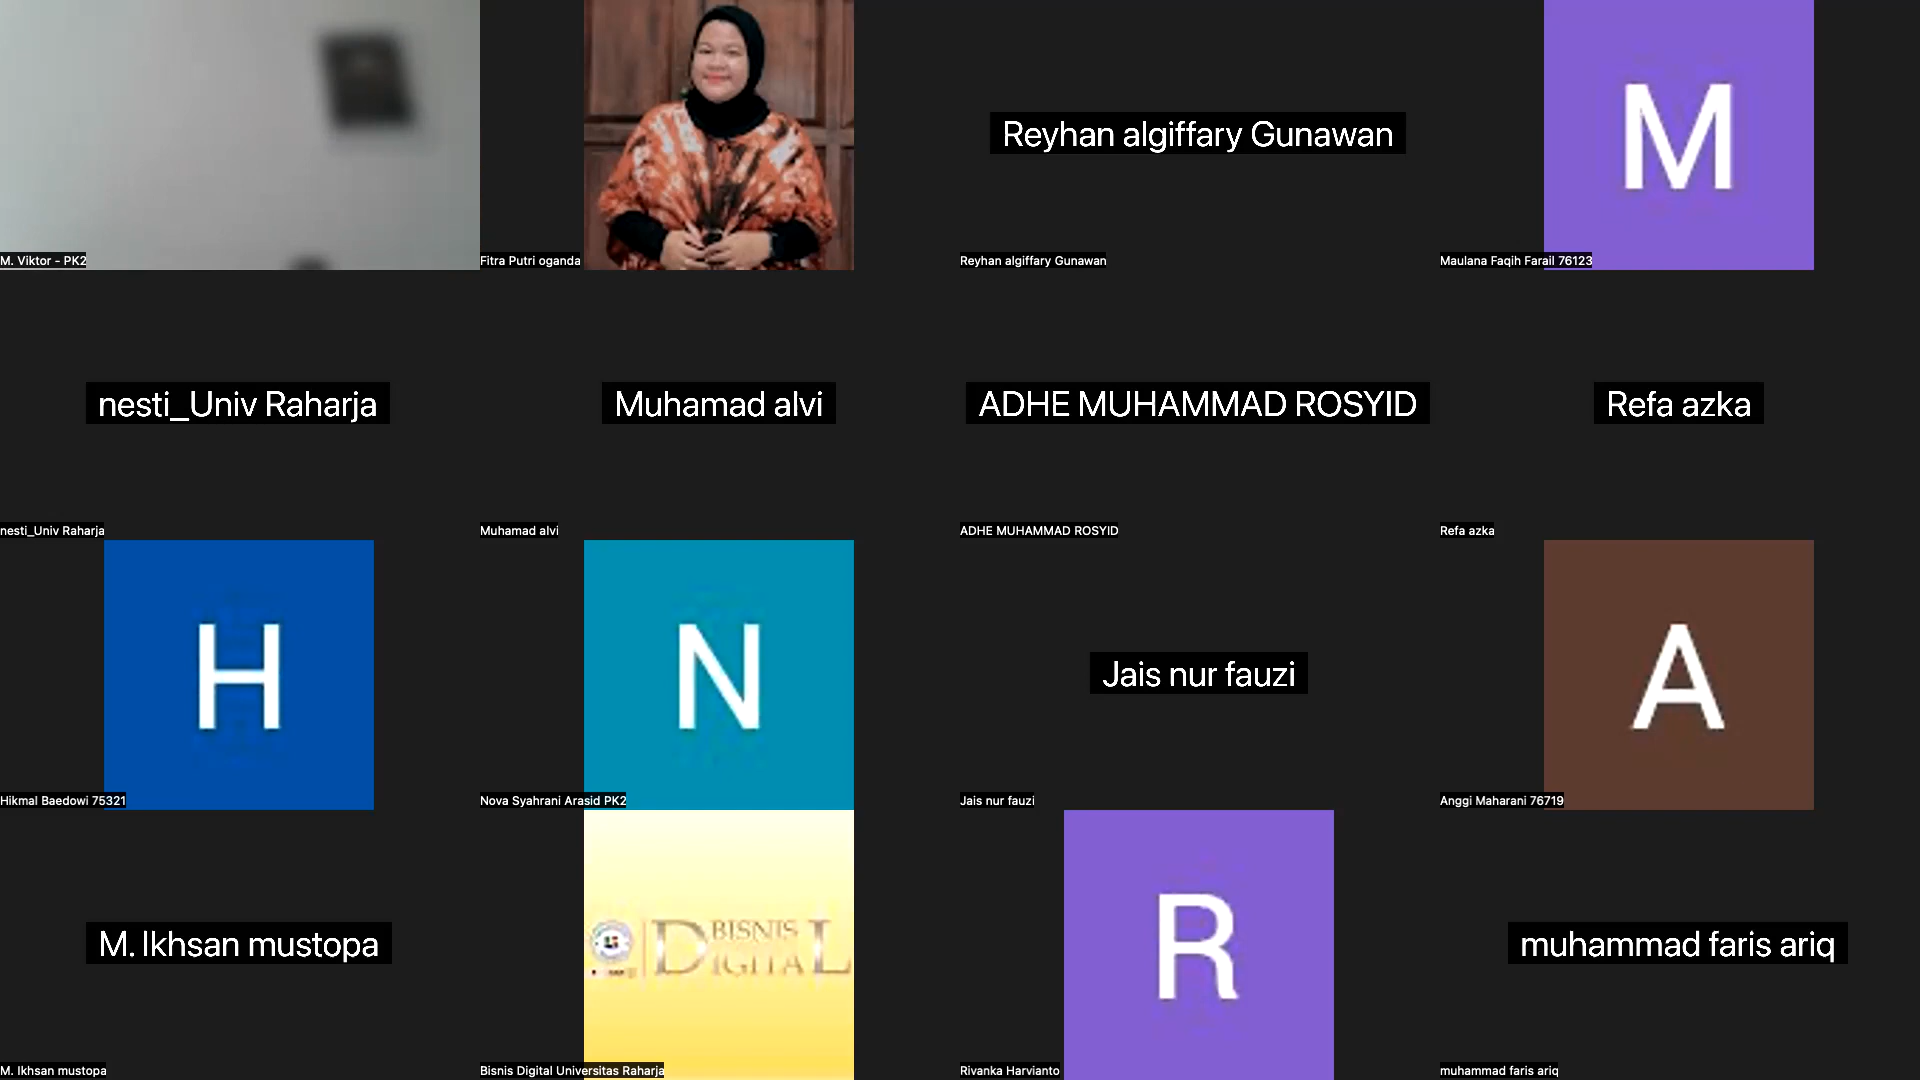 Reyhan algiffary Gunawan
M
M. Viktor - PK2
Fitra Putri oganda
Reyhan algiffary Gunawan
Maulana Faqih Farail 76123
nesti_Univ Raharja
Muhamad alvi
ADHE MUHAMMAD ROSYID
Refa azka
nesti_Univ Raharja
Muhamad alvi
ADHE MUHAMMAD ROSYID
Refa azka
H
N
Jais nur fauzi
A
Hikmal Baedowi 75321
Nova Syahrani Arasid PK2
Jais nur fauzi
Anggi Maharani 76719
M. Ikhsan mustopa
BISNIS
DIGITAL
R
muhammad faris ariq
M. Ikhsan mustopa
Bisnis Digital Universitas Raharja
Rivanka Harvianto
muhammad faris ariq